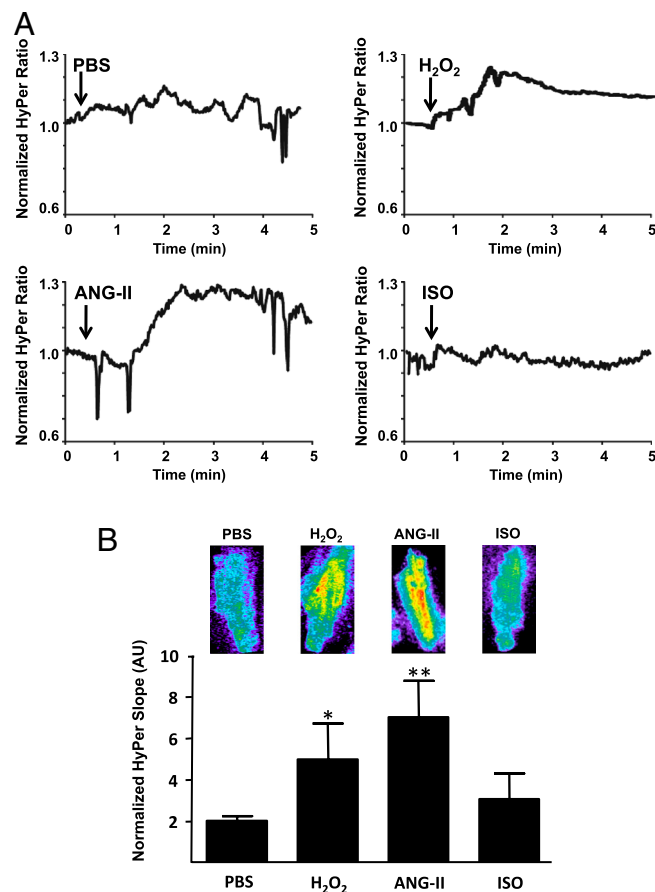 A
Normalized HyPer Ratio
1.3
1.0
0.6
PBS
0 1 2 3 4 5
Time (min)
Normalized HyPer Ratio
1.3
1.0
0.6
H₂O₂
0 1 2 3 4 5
Time (min)
Normalized HyPer Ratio
1.3
1.0
0.6
ANG-II
0 1 2 3 4 5
Time (min)
Normalized HyPer Ratio
1.3
1.0
0.6
ISO
0 1 2 3 4 5
Time (min)
B
PBS H₂O₂ ANG-II ISO
Normalized HyPer Slope (AU)
10
8
6
4
2
*
**
PBS H₂O₂ ANG-II ISO